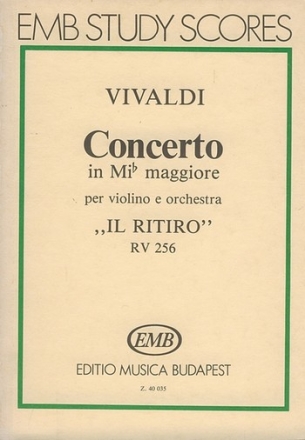 EMB STUDY SCORES
VIVALDI
Concerto
in Mi♭ maggiore
per violino e orchestra
„IL RITIRO”
RV 256
EMB
EDITIO MUSICA BUDAPEST
Z. 40 035